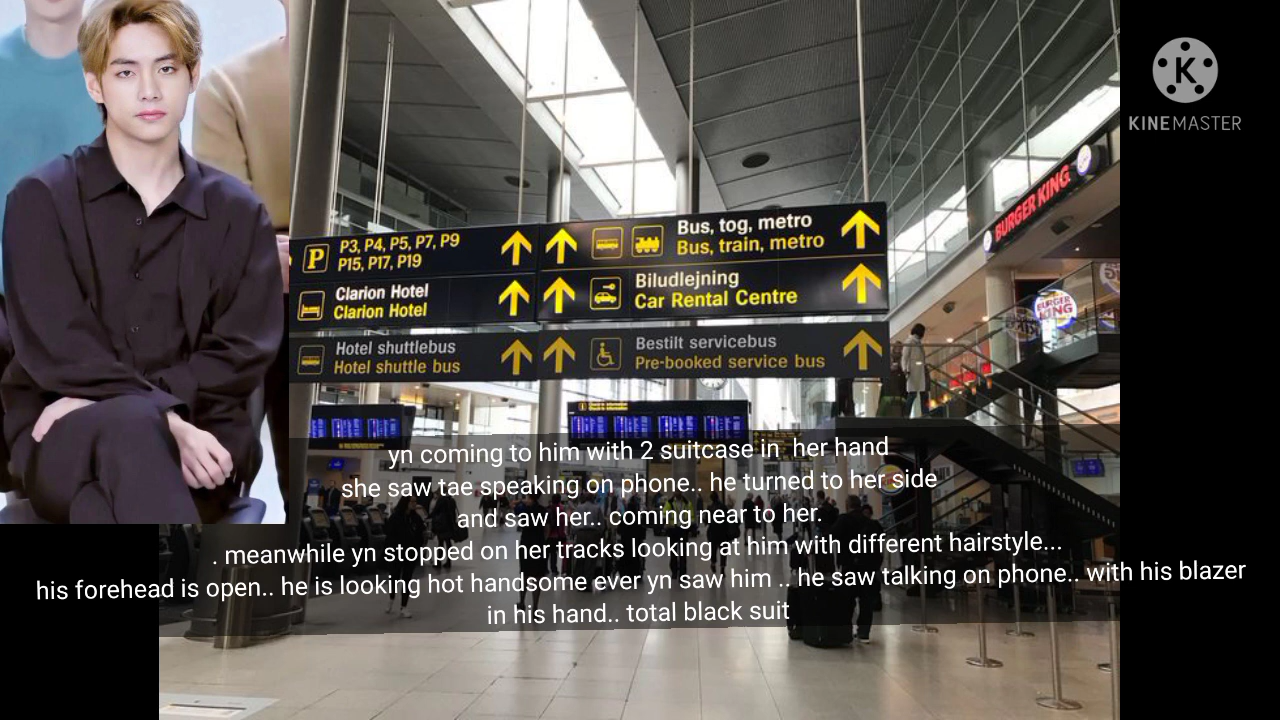 KINEMASTER
BURGER KING
P3, P4, P5, P7, P9
P15, P17, P19
Bus, tog, metro
Bus, train, metro
Clarion Hotel
Clarion Hotel
Biludlejning
Car Rental Centre
BURGER KING
Hotel shuttlebus
Hotel shuttle bus
Bestilt servicebus
Pre-booked service bus
yn coming to him with 2 suitcase in her hand
she saw tae speaking on phone.. he turned to her side
and saw her.. coming near to her.
. meanwhile yn stopped on her tracks looking at him with different hairstyle...
his forehead is open.. he is looking hot handsome ever yn saw him .. he saw talking on phone.. with his blazer
in his hand.. total black suit